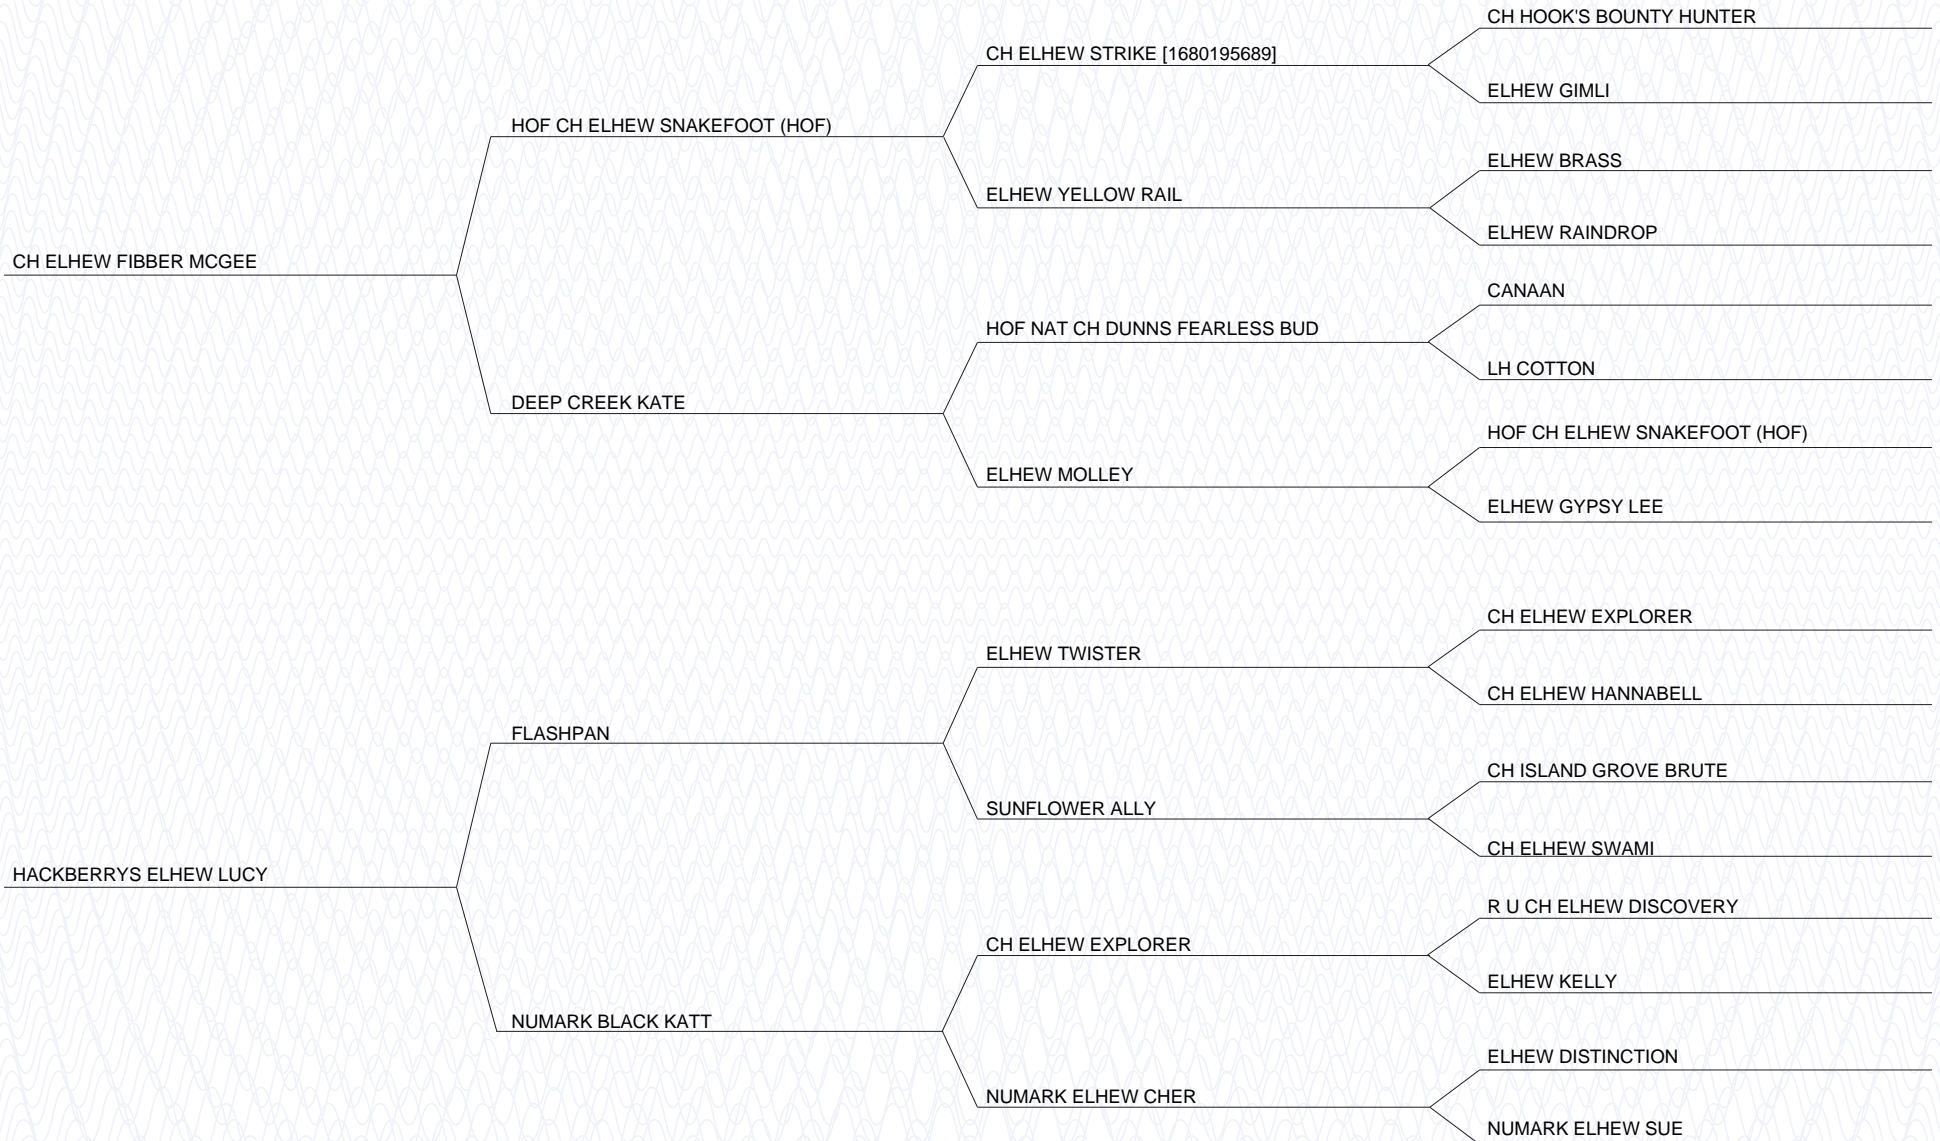 CH HOOK'S BOUNTY HUNTER
CH ELHEW STRIKE [1680195689]
ELHEW GIMLI
HOF CH ELHEW SNAKEFOOT (HOF)
ELHEW BRASS
ELHEW YELLOW RAIL
ELHEW RAINDROP
CH ELHEW FIBBER MCGEE
CANAAN
HOF NAT CH DUNNS FEARLESS BUD
LH COTTON
DEEP CREEK KATE
HOF CH ELHEW SNAKEFOOT (HOF)
ELHEW MOLLEY
ELHEW GYPSY LEE
CH ELHEW EXPLORER
ELHEW TWISTER
CH ELHEW HANNABELL
FLASHPAN
CH ISLAND GROVE BRUTE
SUNFLOWER ALLY
CH ELHEW SWAMI
HACKBERRYS ELHEW LUCY
R U CH ELHEW DISCOVERY
CH ELHEW EXPLORER
ELHEW KELLY
NUMARK BLACK KATT
ELHEW DISTINCTION
NUMARK ELHEW CHER
NUMARK ELHEW SUE